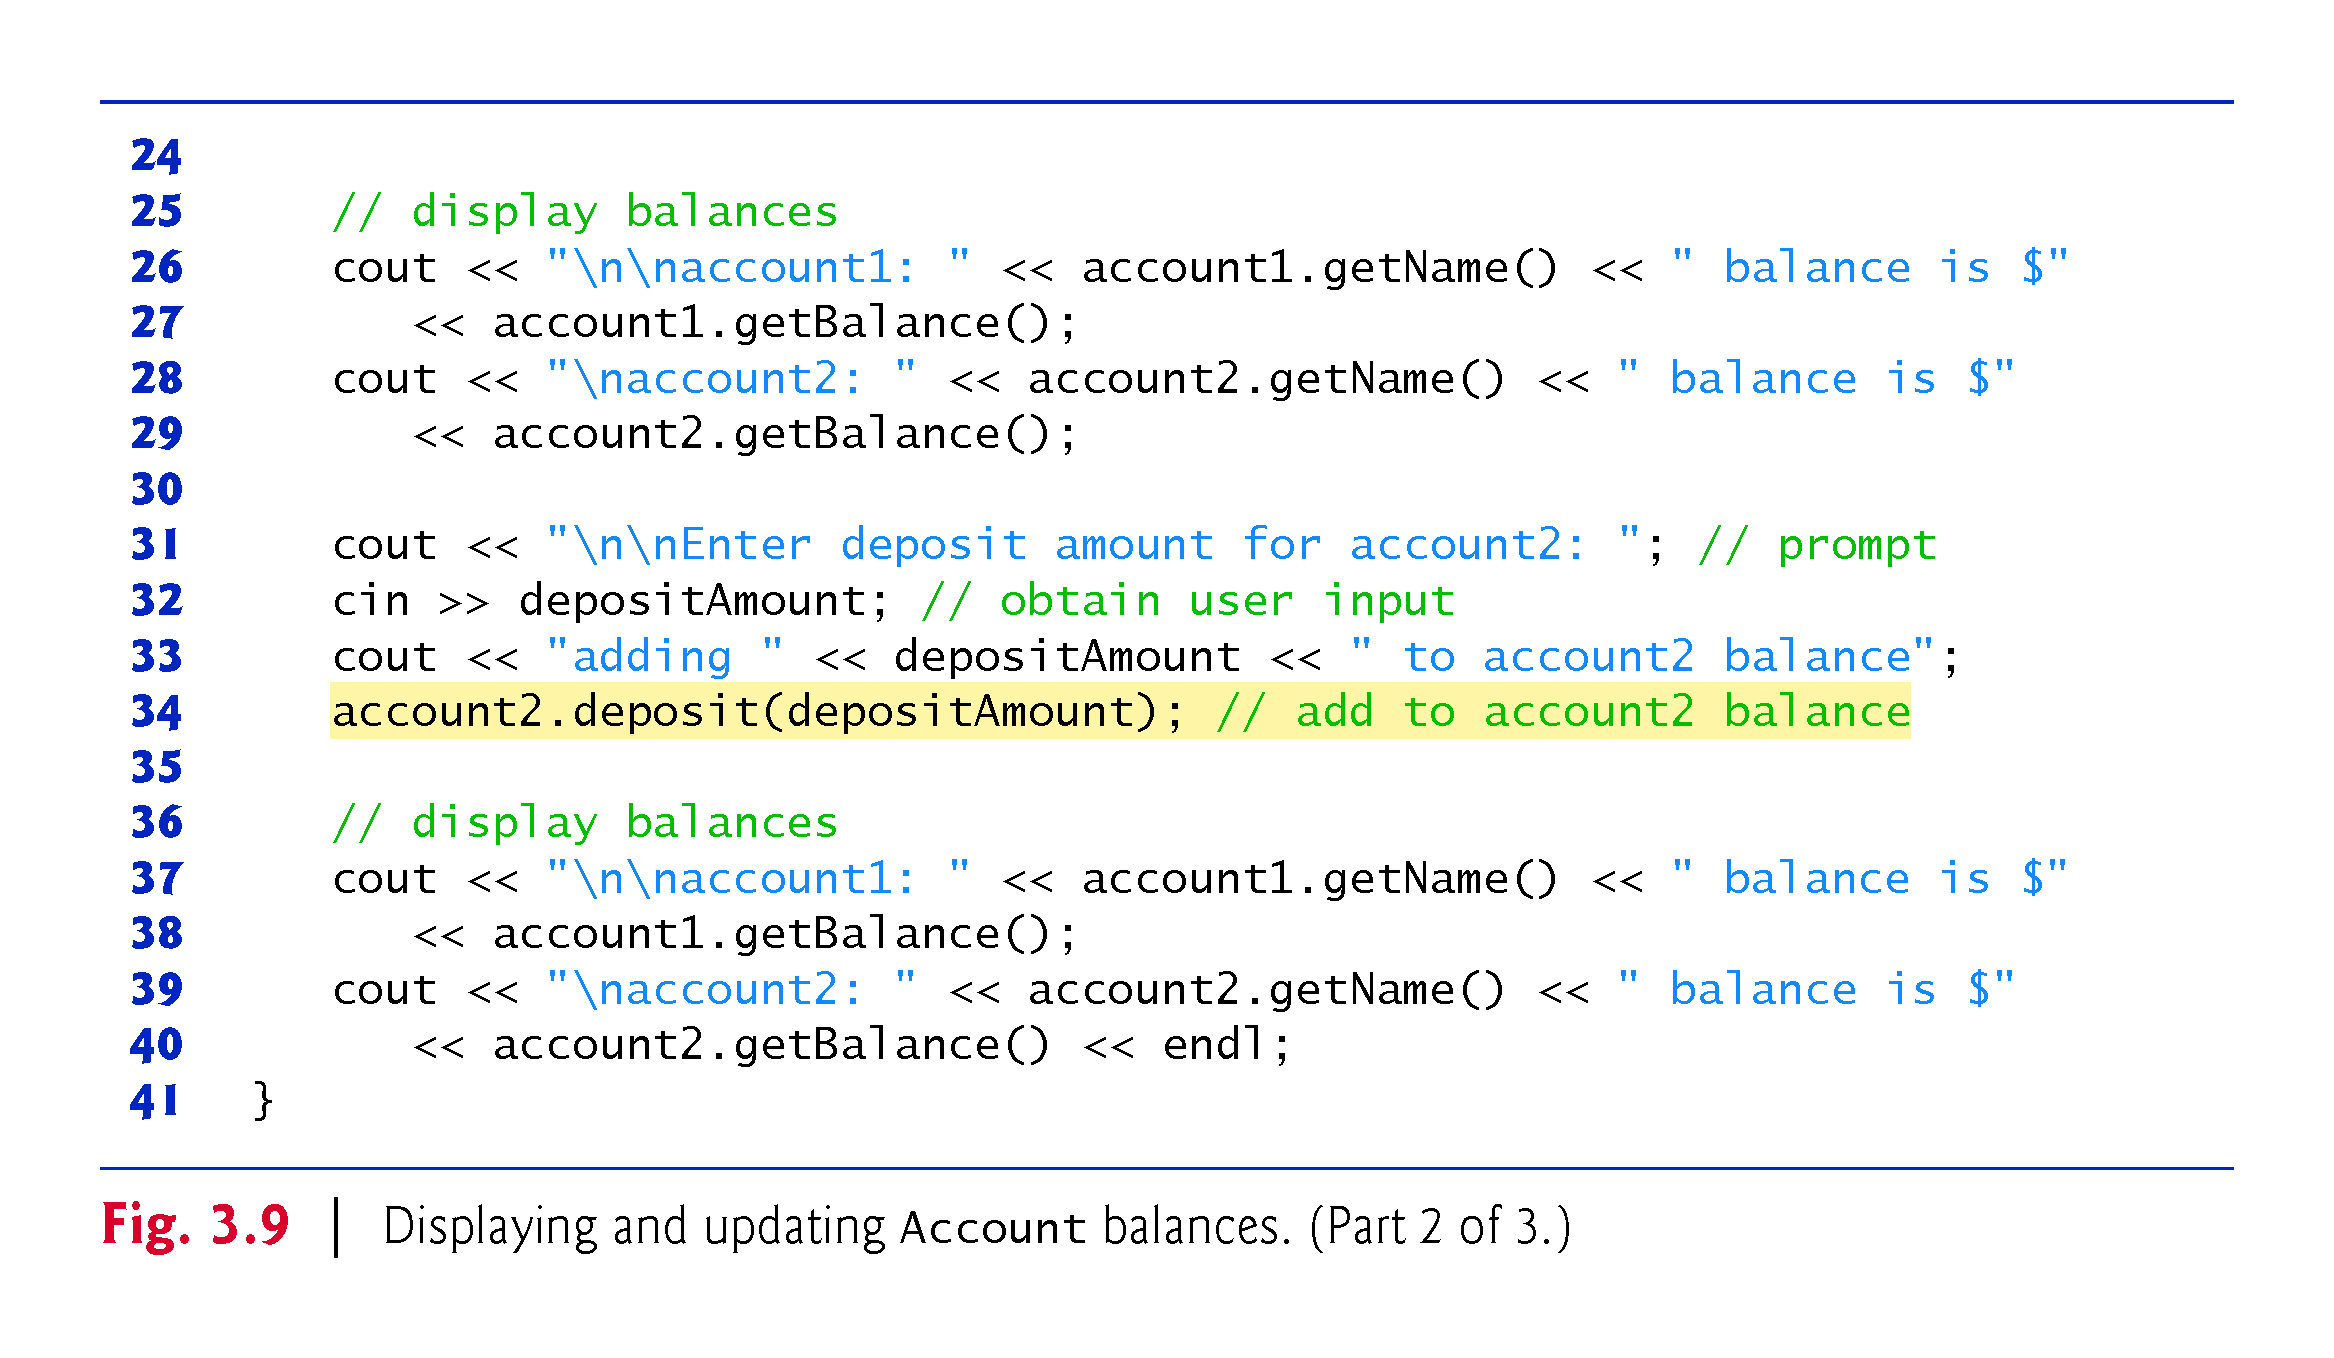 24
25 // display balances
26 cout << "\n\naccount1: " << account1.getName() << " balance is $"
27 << account1.getBalance();
28 cout << "\naccount2: " << account2.getName() << " balance is $"
29 << account2.getBalance();
30
31 cout << "\n\nEnter deposit amount for account2: "; // prompt
32 cin >> depositAmount; // obtain user input
33 cout << "adding " << depositAmount << " to account2 balance";
34 account2.deposit(depositAmount); // add to account2 balance
35
36 // display balances
37 cout << "\n\naccount1: " << account1.getName() << " balance is $"
38 << account1.getBalance();
39 cout << "\naccount2: " << account2.getName() << " balance is $"
40 << account2.getBalance() << endl;
41 }
Fig. 3.9 | Displaying and updating Account balances. (Part 2 of 3.)